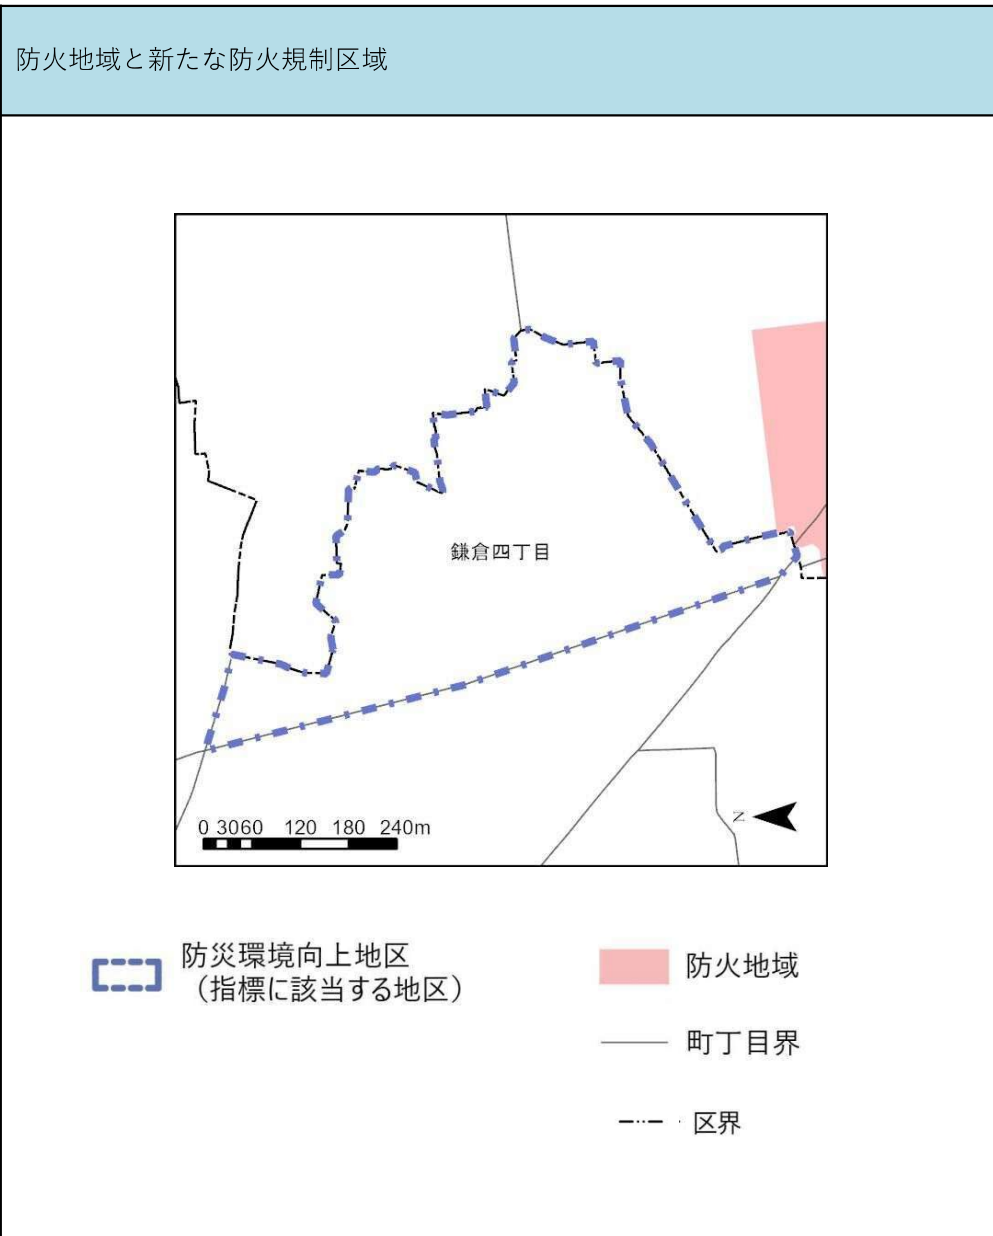 防火地域と新たな防火規制区域
鎌倉四丁目
N
0 3060 120 180 240m
防災環境向上地区
（指標に該当する地区）
防火地域
町丁目界
区界